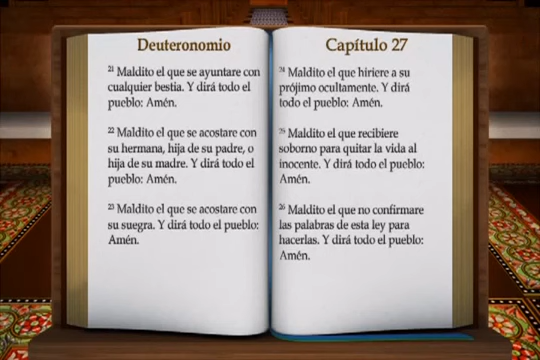 Deuteronomio
21 Maldito el que se ayuntare con
cualquier bestia. Y dirá todo el
pueblo: Amén.
22 Maldito el que se acostare con
su hermana, hija de su padre, o
hija de su madre. Y dirá todo el
pueblo: Amén.
23 Maldito el que se acostare con
su suegra. Y dirá todo el pueblo:
Amén.
Capítulo 27
24 Maldito el que hiriere a su
prójimo ocultamente. Y dirá
todo el pueblo: Amén.
25 Maldito el que recibiere
soborno para quitar la vida al
inocente. Y dirá todo el pueblo:
Amén.
26 Maldito el que no confirmare
las palabras de esta ley para
hacerlas. Y dirá todo el pueblo:
Amén.